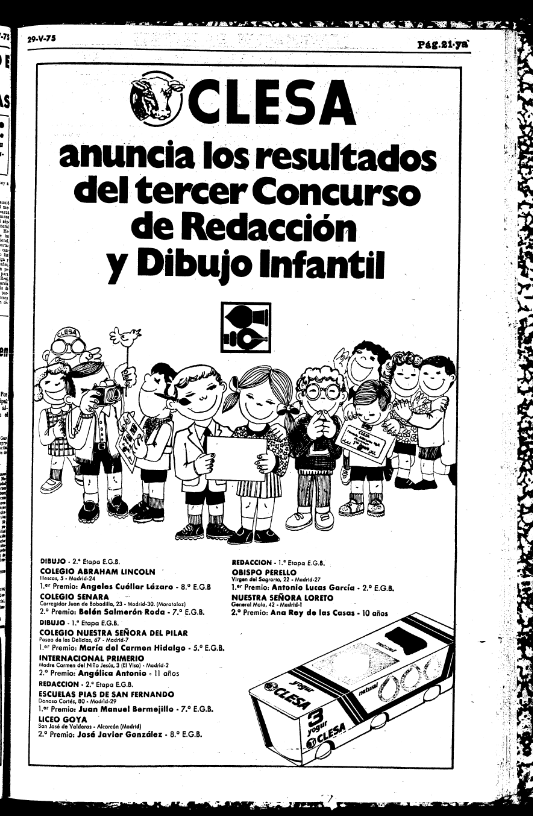 29-V-75
Pág.21-ya
CLESA
anuncia los resultados
del tercer Concurso
de Redacción
y Dibujo Infantil
CLESA
DIBUJO - 2.ª Etapa E.G.B.
COLEGIO ABRAHAM LINCOLN
Illescas, 5 - Madrid-24
1.er Premio: Angeles Cuéllar Lázaro - 8.º E.G.B
COLEGIO SENARA
Corregidor Juan de Bobadilla, 23 - Madrid-30. (Moratalaz)
2.º Premio: Belén Salmerón Roda - 7.º E.G.B.
DIBUJO - 1.ª Etapa E.G.B.
COLEGIO NUESTRA SEÑORA DEL PILAR
Paseo de las Delicias, 67 - Madrid-7
1.er Premio: María del Carmen Hidalgo - 5.º E.G.B.
INTERNACIONAL PRIMERIO
Madre Carmen del N-To Jesús, 3 (El Viso) - Madrid-2
2.º Premio: Angélica Antonio - 11 años
REDACCION - 2.ª Etapa E.G.B.
ESCUELAS PIAS DE SAN FERNANDO
Donoso Cortés, 80 - Madrid-29
1.er Premio: Juan Manuel Bermejillo - 7.º E.G.B.
LICEO GOYA
San José de Valderas - Alcorcón (Madrid)
2.º Premio: José Javier González - 8.º E.G.B.
REDACCION - 1.ª Etapa E.G.B.
OBISPO PERELLO
Virgen del Sagrario, 22 - Madrid-27
1.er Premio: Antonio Lucas García - 2.º E.G.B.
NUESTRA SEÑORA LORETO
General Mola, 42 - Madrid-1
2.º Premio: Ana Rey de las Casas - 10 años
yogur
CLESA
natural
3
yogur
CLESA